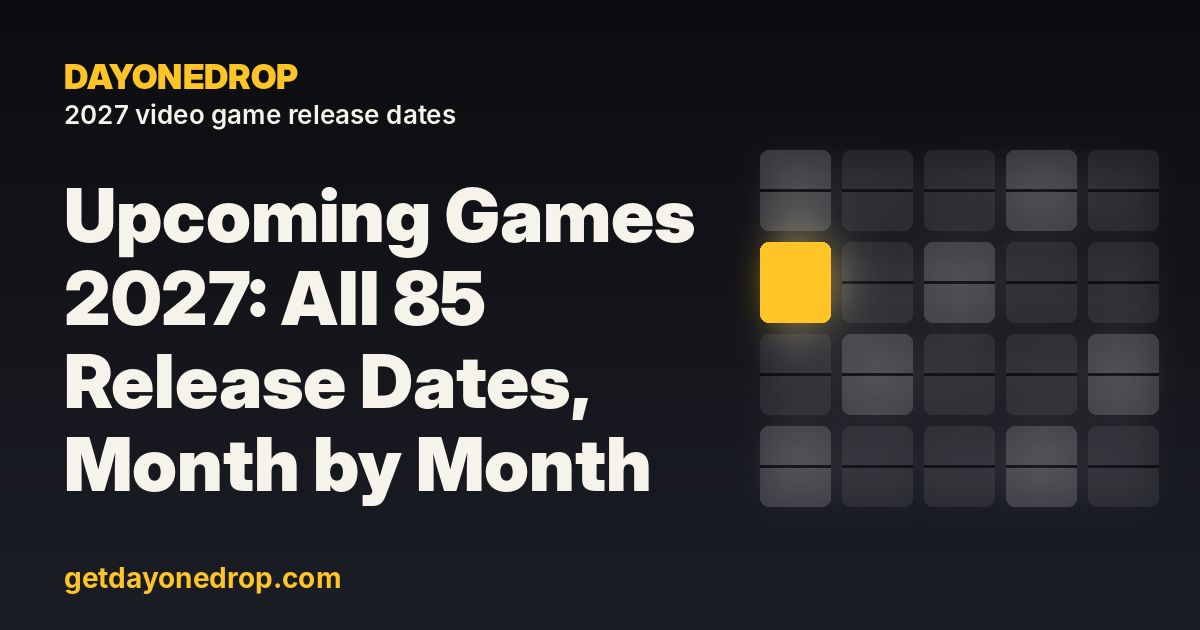 DAYONEDROP
2027 video game release dates
Upcoming Games
2027: All 85
Release Dates,
Month by Month
getdayonedrop.com